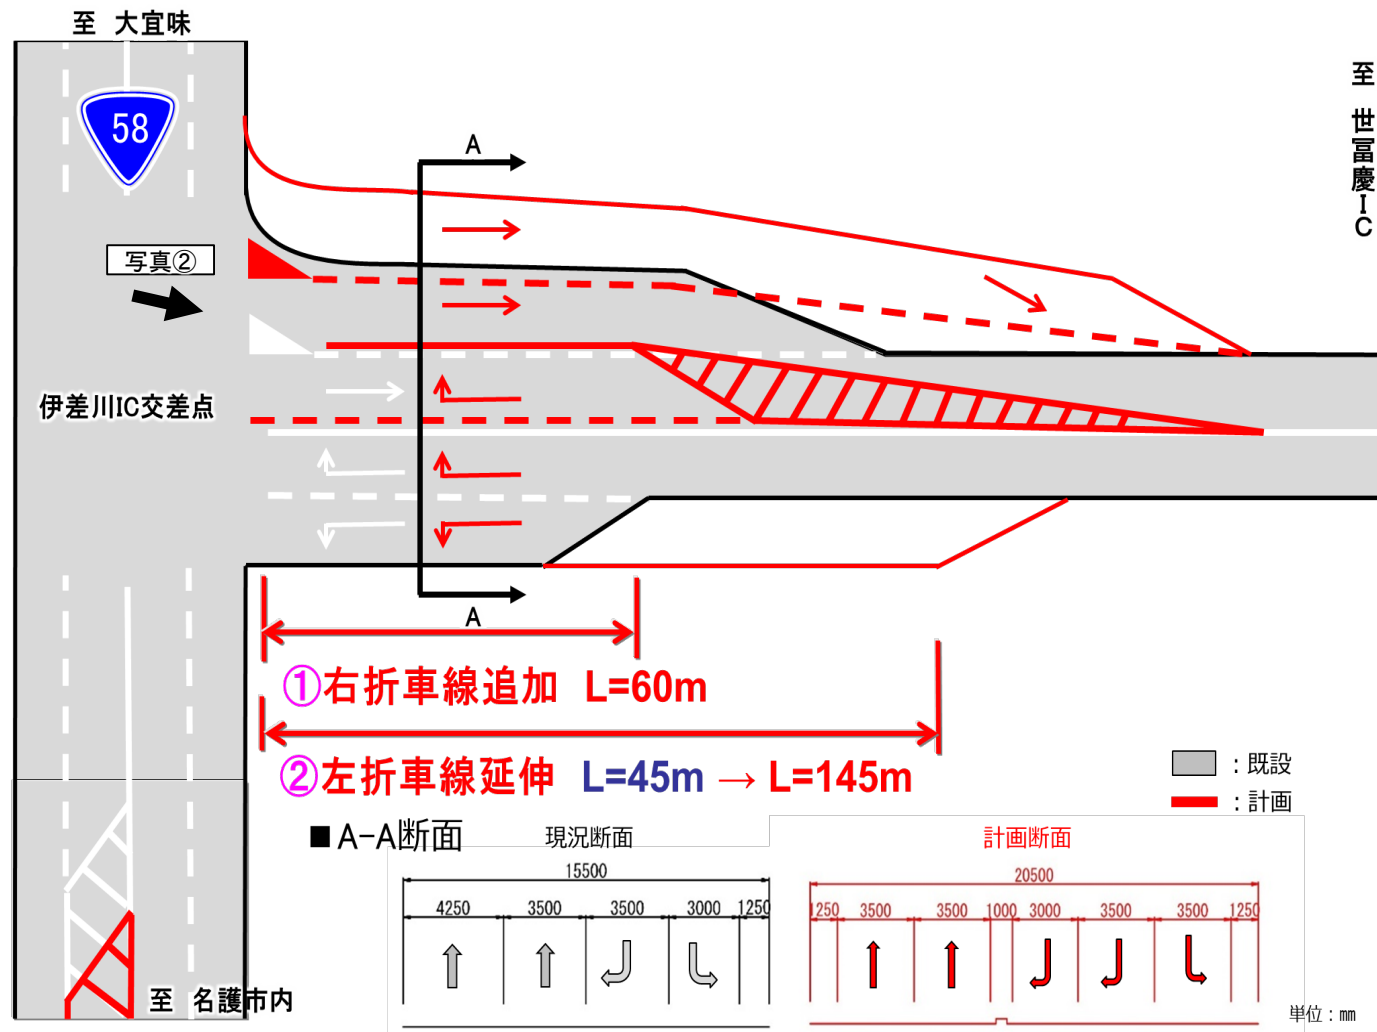 至 大宜味
58
至 世冨慶IC
A
写真②
伊差川IC交差点
A
①右折車線追加 L=60m
②左折車線延伸 L=45m → L=145m
：既設
：計画
■A-A断面
現況断面
計画断面
15500
20500
4250 3500 3500 3000 1250
1250 3500 3500 1000 3000 3500 3500 1250
至 名護市内
単位：㎜